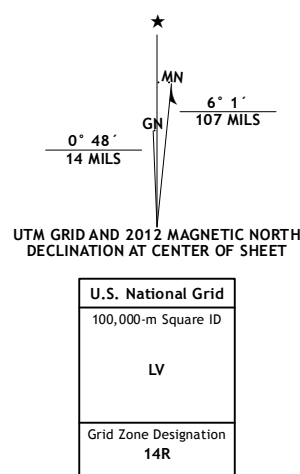 MN
GN
6° 1´
107 MILS
0° 48´
14 MILS
UTM GRID AND 2012 MAGNETIC NORTH
DECLINATION AT CENTER OF SHEET
U.S. National Grid
100,000-m Square ID
LV
Grid Zone Designation
14R